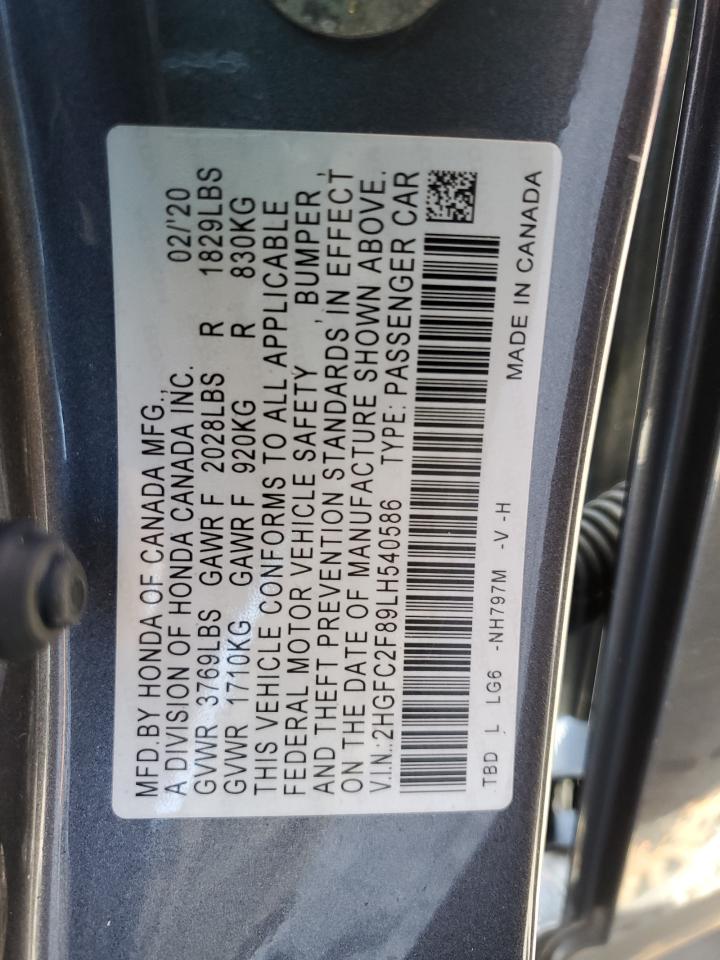 MFD.BY HONDA OF CANADA MFG.,
A DIVISION OF HONDA CANADA INC. 02/'20
GVWR 3769LBS GAWR F 2028LBS R 1829LBS
GVWR 1710KG GAWR F 920KG R 830KG
THIS VEHICLE CONFORMS TO ALL APPLICABLE
FEDERAL MOTOR VEHICLE SAFETY , BUMPER ,
AND THEFT PREVENTION STANDARDS IN EFFECT
ON THE DATE OF MANUFACTURE SHOWN ABOVE.
V.I.N.:2HGFC2F89LH540586 TYPE: PASSENGER CAR
TBD L LG6 -NH797M -V -H MADE IN CANADA